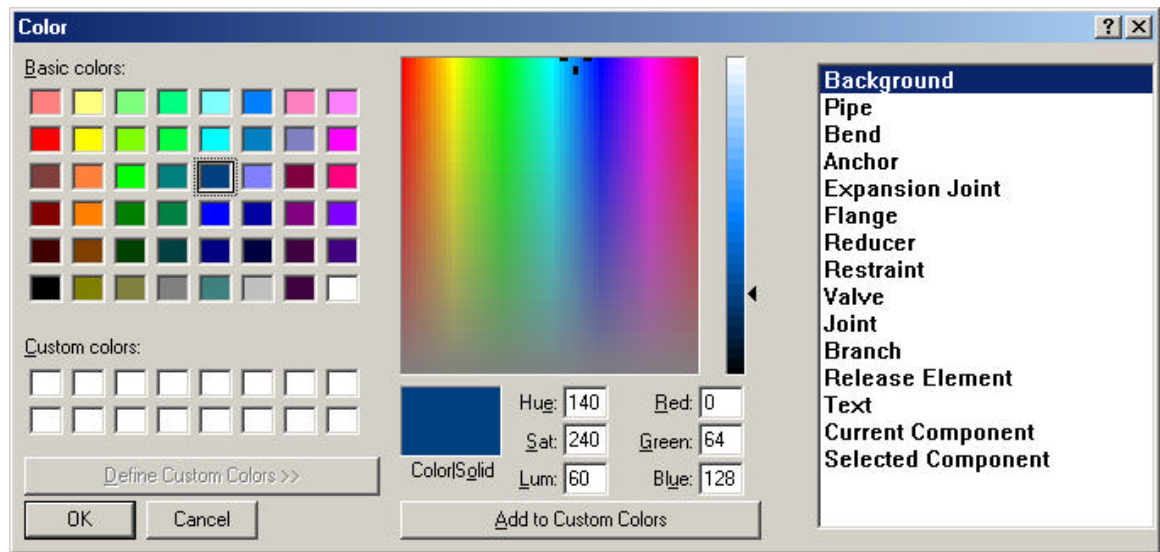 Color
Basic colors:
Custom colors:
Define Custom Colors >>
OK Cancel
Hue: 140 Red: 0
Sat: 240 Green: 64
Color|Solid
Lum: 60 Blue: 128
Add to Custom Colors
Background
Pipe
Bend
Anchor
Expansion Joint
Flange
Reducer
Restraint
Valve
Joint
Branch
Release Element
Text
Current Component
Selected Component